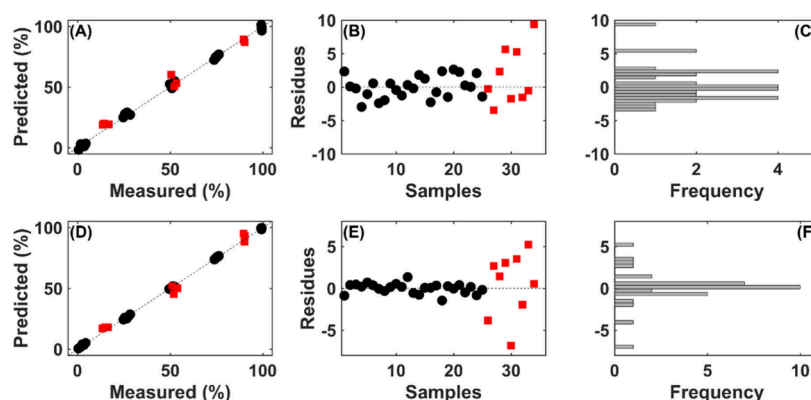 (A)
100
50
0
0 50 100
Predicted (%)
Measured (%)
(B)
10
5
0
-5
-10
10 20 30
Residues
Samples
(C)
10
5
0
-5
-10
0 2 4
Frequency
(D)
100
50
0
0 50 100
Predicted (%)
Measured (%)
(E)
5
0
-5
10 20 30
Residues
Samples
(F)
5
0
-5
0 5 10
Frequency